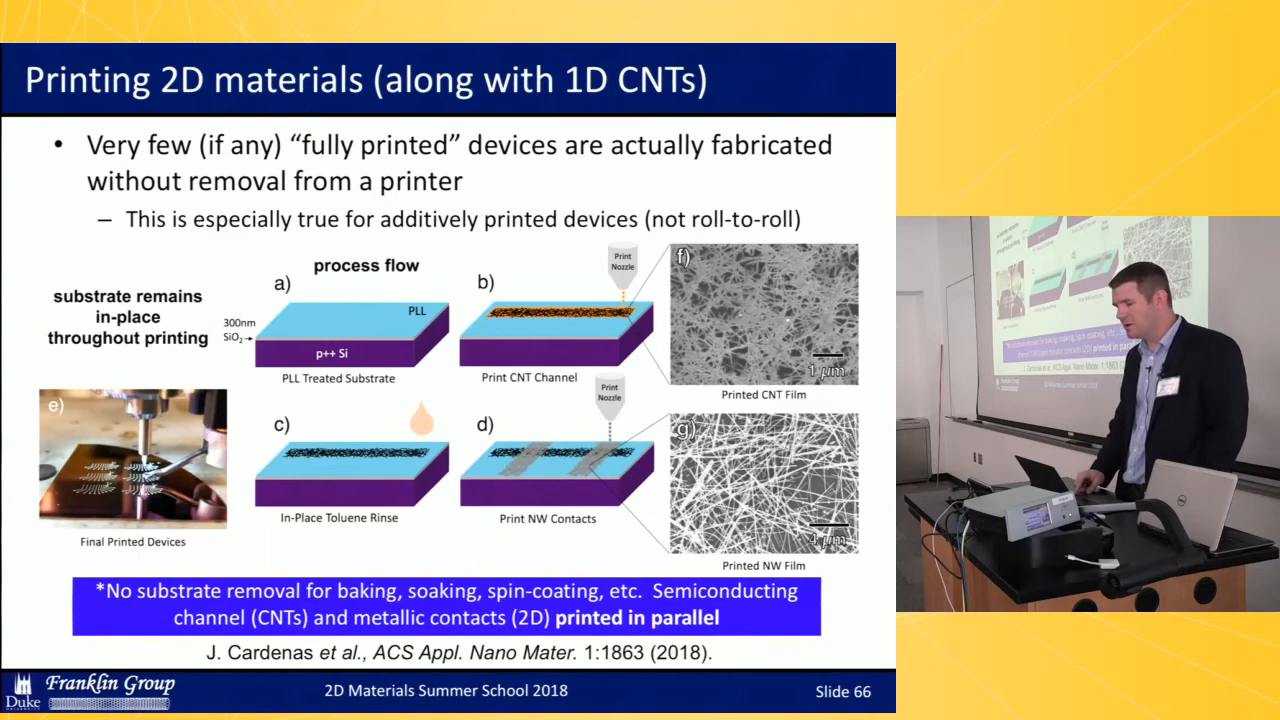 Printing 2D materials (along with 1D CNTs)
• Very few (if any) “fully printed” devices are actually fabricated
without removal from a printer
– This is especially true for additively printed devices (not roll-to-roll)
process flow
substrate remains
in-place
throughout printing
a)
PLL
300nm
SiO2
p++ Si
PLL Treated Substrate
b)
Print
Nozzle
Print CNT Channel
f)
1 μm
Printed CNT Film
e)
Final Printed Devices
c)
In-Place Toluene Rinse
d)
Print
Nozzle
Print NW Contacts
g)
4 μm
Printed NW Film
*No substrate removal for baking, soaking, spin-coating, etc. Semiconducting
channel (CNTs) and metallic contacts (2D) printed in parallel
J. Cardenas et al., ACS Appl. Nano Mater. 1:1863 (2018).
Duke
Franklin Group
2D Materials Summer School 2018
Slide 66
DELL